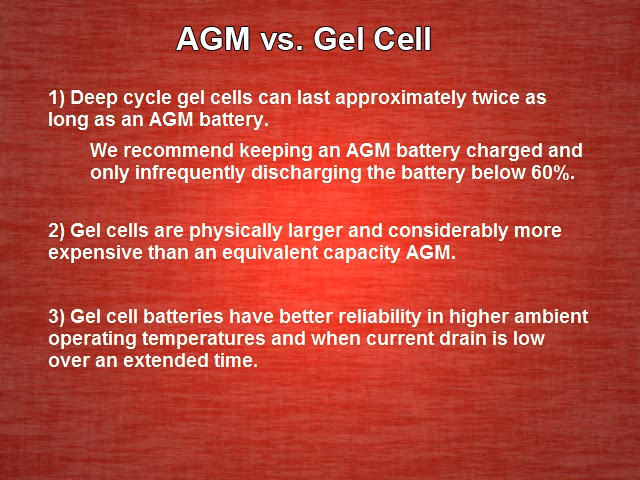 AGM vs. Gel Cell
1) Deep cycle gel cells can last approximately twice as
long as an AGM battery.
We recommend keeping an AGM battery charged and
only infrequently discharging the battery below 60%.
2) Gel cells are physically larger and considerably more
expensive than an equivalent capacity AGM.
3) Gel cell batteries have better reliability in higher ambient
operating temperatures and when current drain is low
over an extended time.